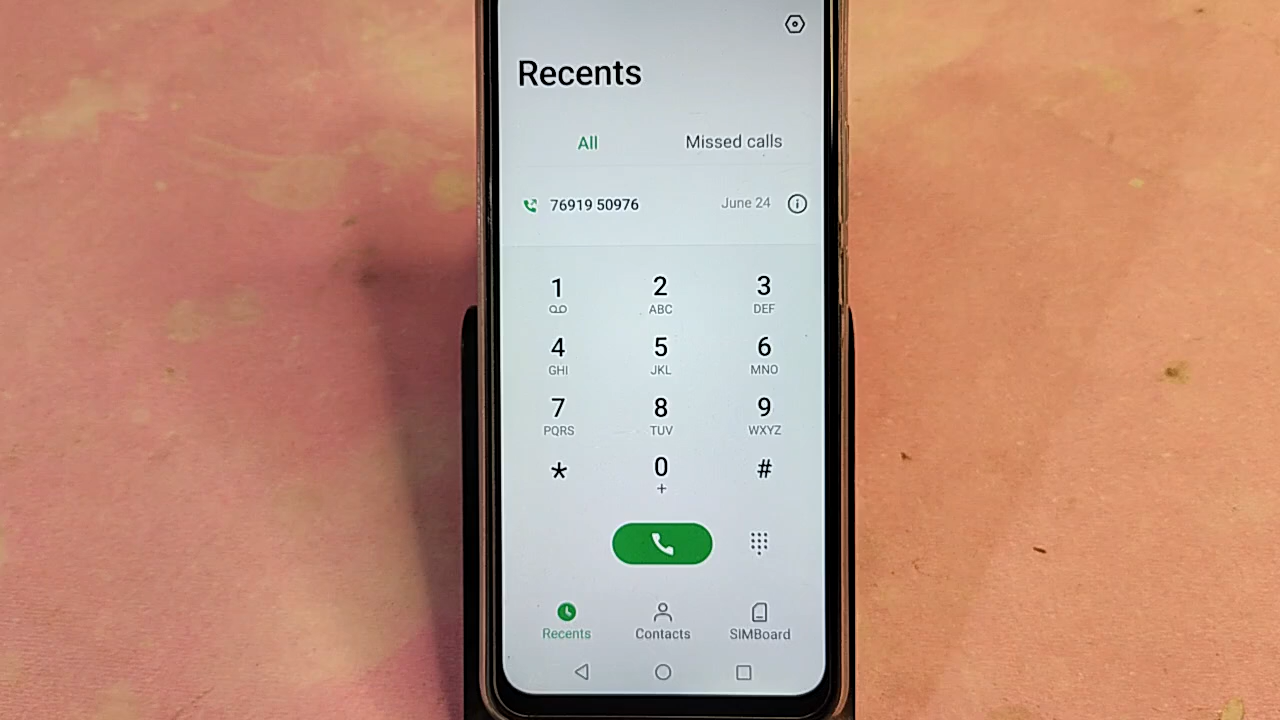 Recents
All Missed calls
76919 50976 June 24
1 2 3
ABC DEF
4 5 6
GHI JKL MNO
7 8 9
PQRS TUV WXYZ
* 0 #
+
Recents Contacts SIMBoard